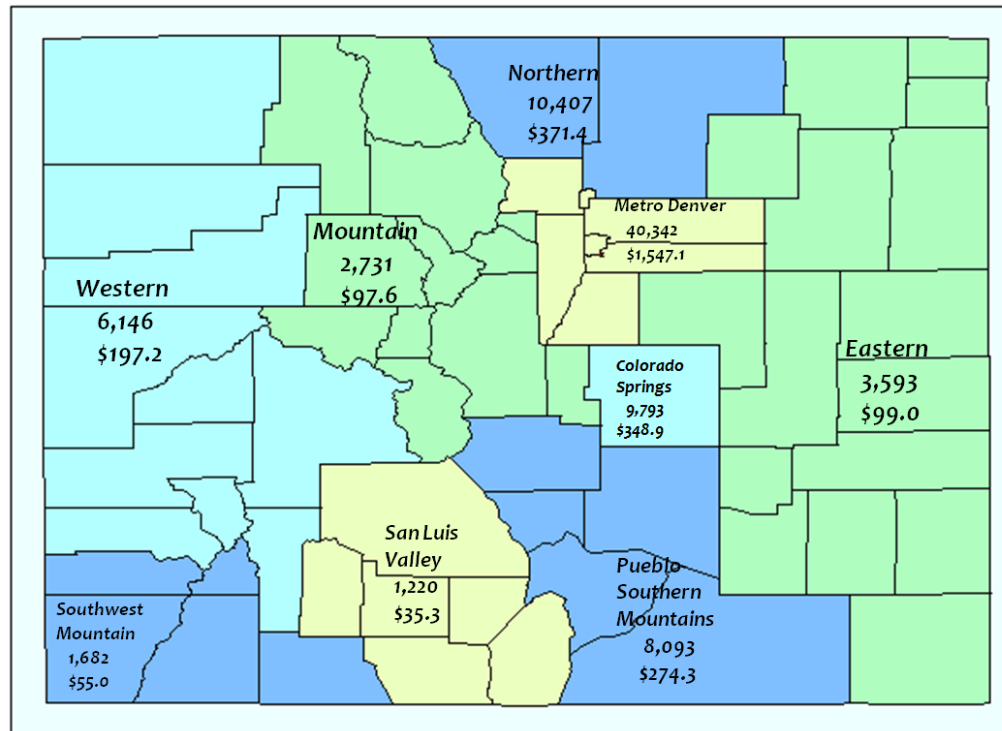 Northern
10,407
$371.4
Metro Denver
40,342
$1,547.1
Mountain
2,731
$97.6
Western
6,146
$197.2
Eastern
3,593
$99.0
Colorado
Springs
9,793
$348.9
San Luis
Valley
1,220
$35.3
Pueblo
Southern
Mountains
8,093
$274.3
Southwest
Mountain
1,682
$55.0